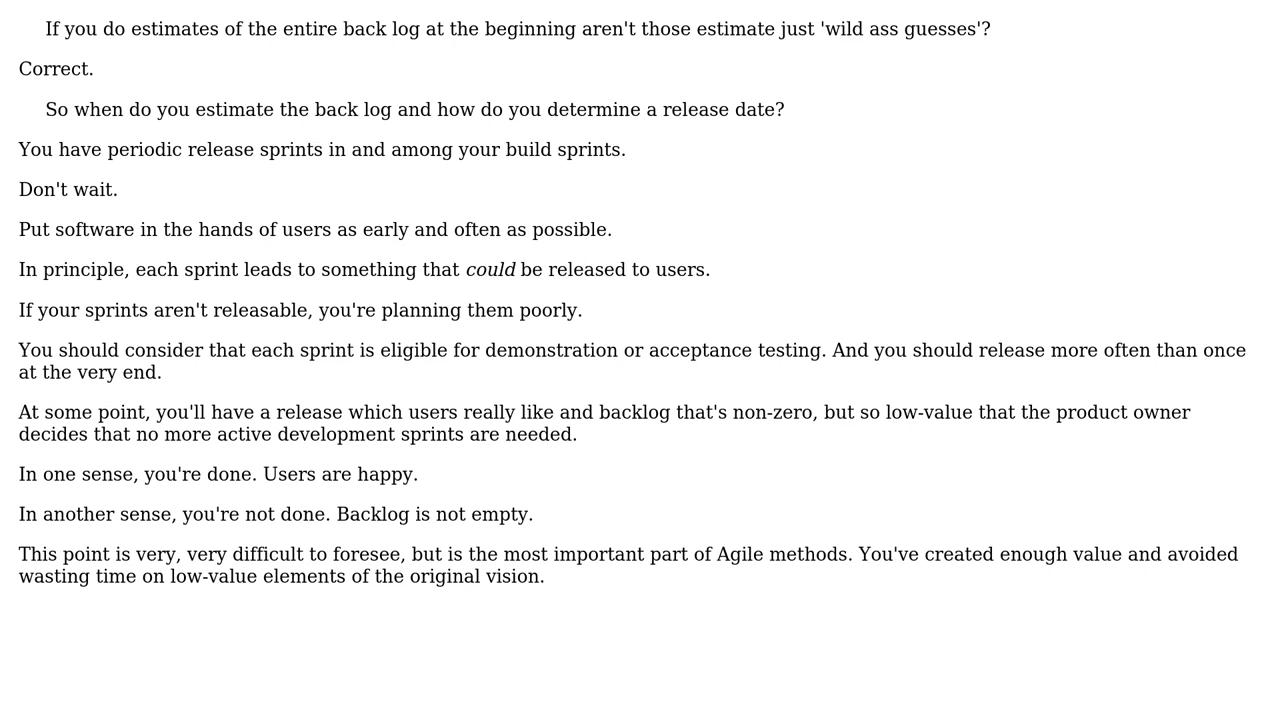 If you do estimates of the entire back log at the beginning aren't those estimate just 'wild ass guesses'?
Correct.
So when do you estimate the back log and how do you determine a release date?
You have periodic release sprints in and among your build sprints.
Don't wait.
Put software in the hands of users as early and often as possible.
In principle, each sprint leads to something that could be released to users.
If your sprints aren't releasable, you're planning them poorly.
You should consider that each sprint is eligible for demonstration or acceptance testing. And you should release more often than once
at the very end.
At some point, you'll have a release which users really like and backlog that's non-zero, but so low-value that the product owner
decides that no more active development sprints are needed.
In one sense, you're done. Users are happy.
In another sense, you're not done. Backlog is not empty.
This point is very, very difficult to foresee, but is the most important part of Agile methods. You've created enough value and avoided
wasting time on low-value elements of the original vision.